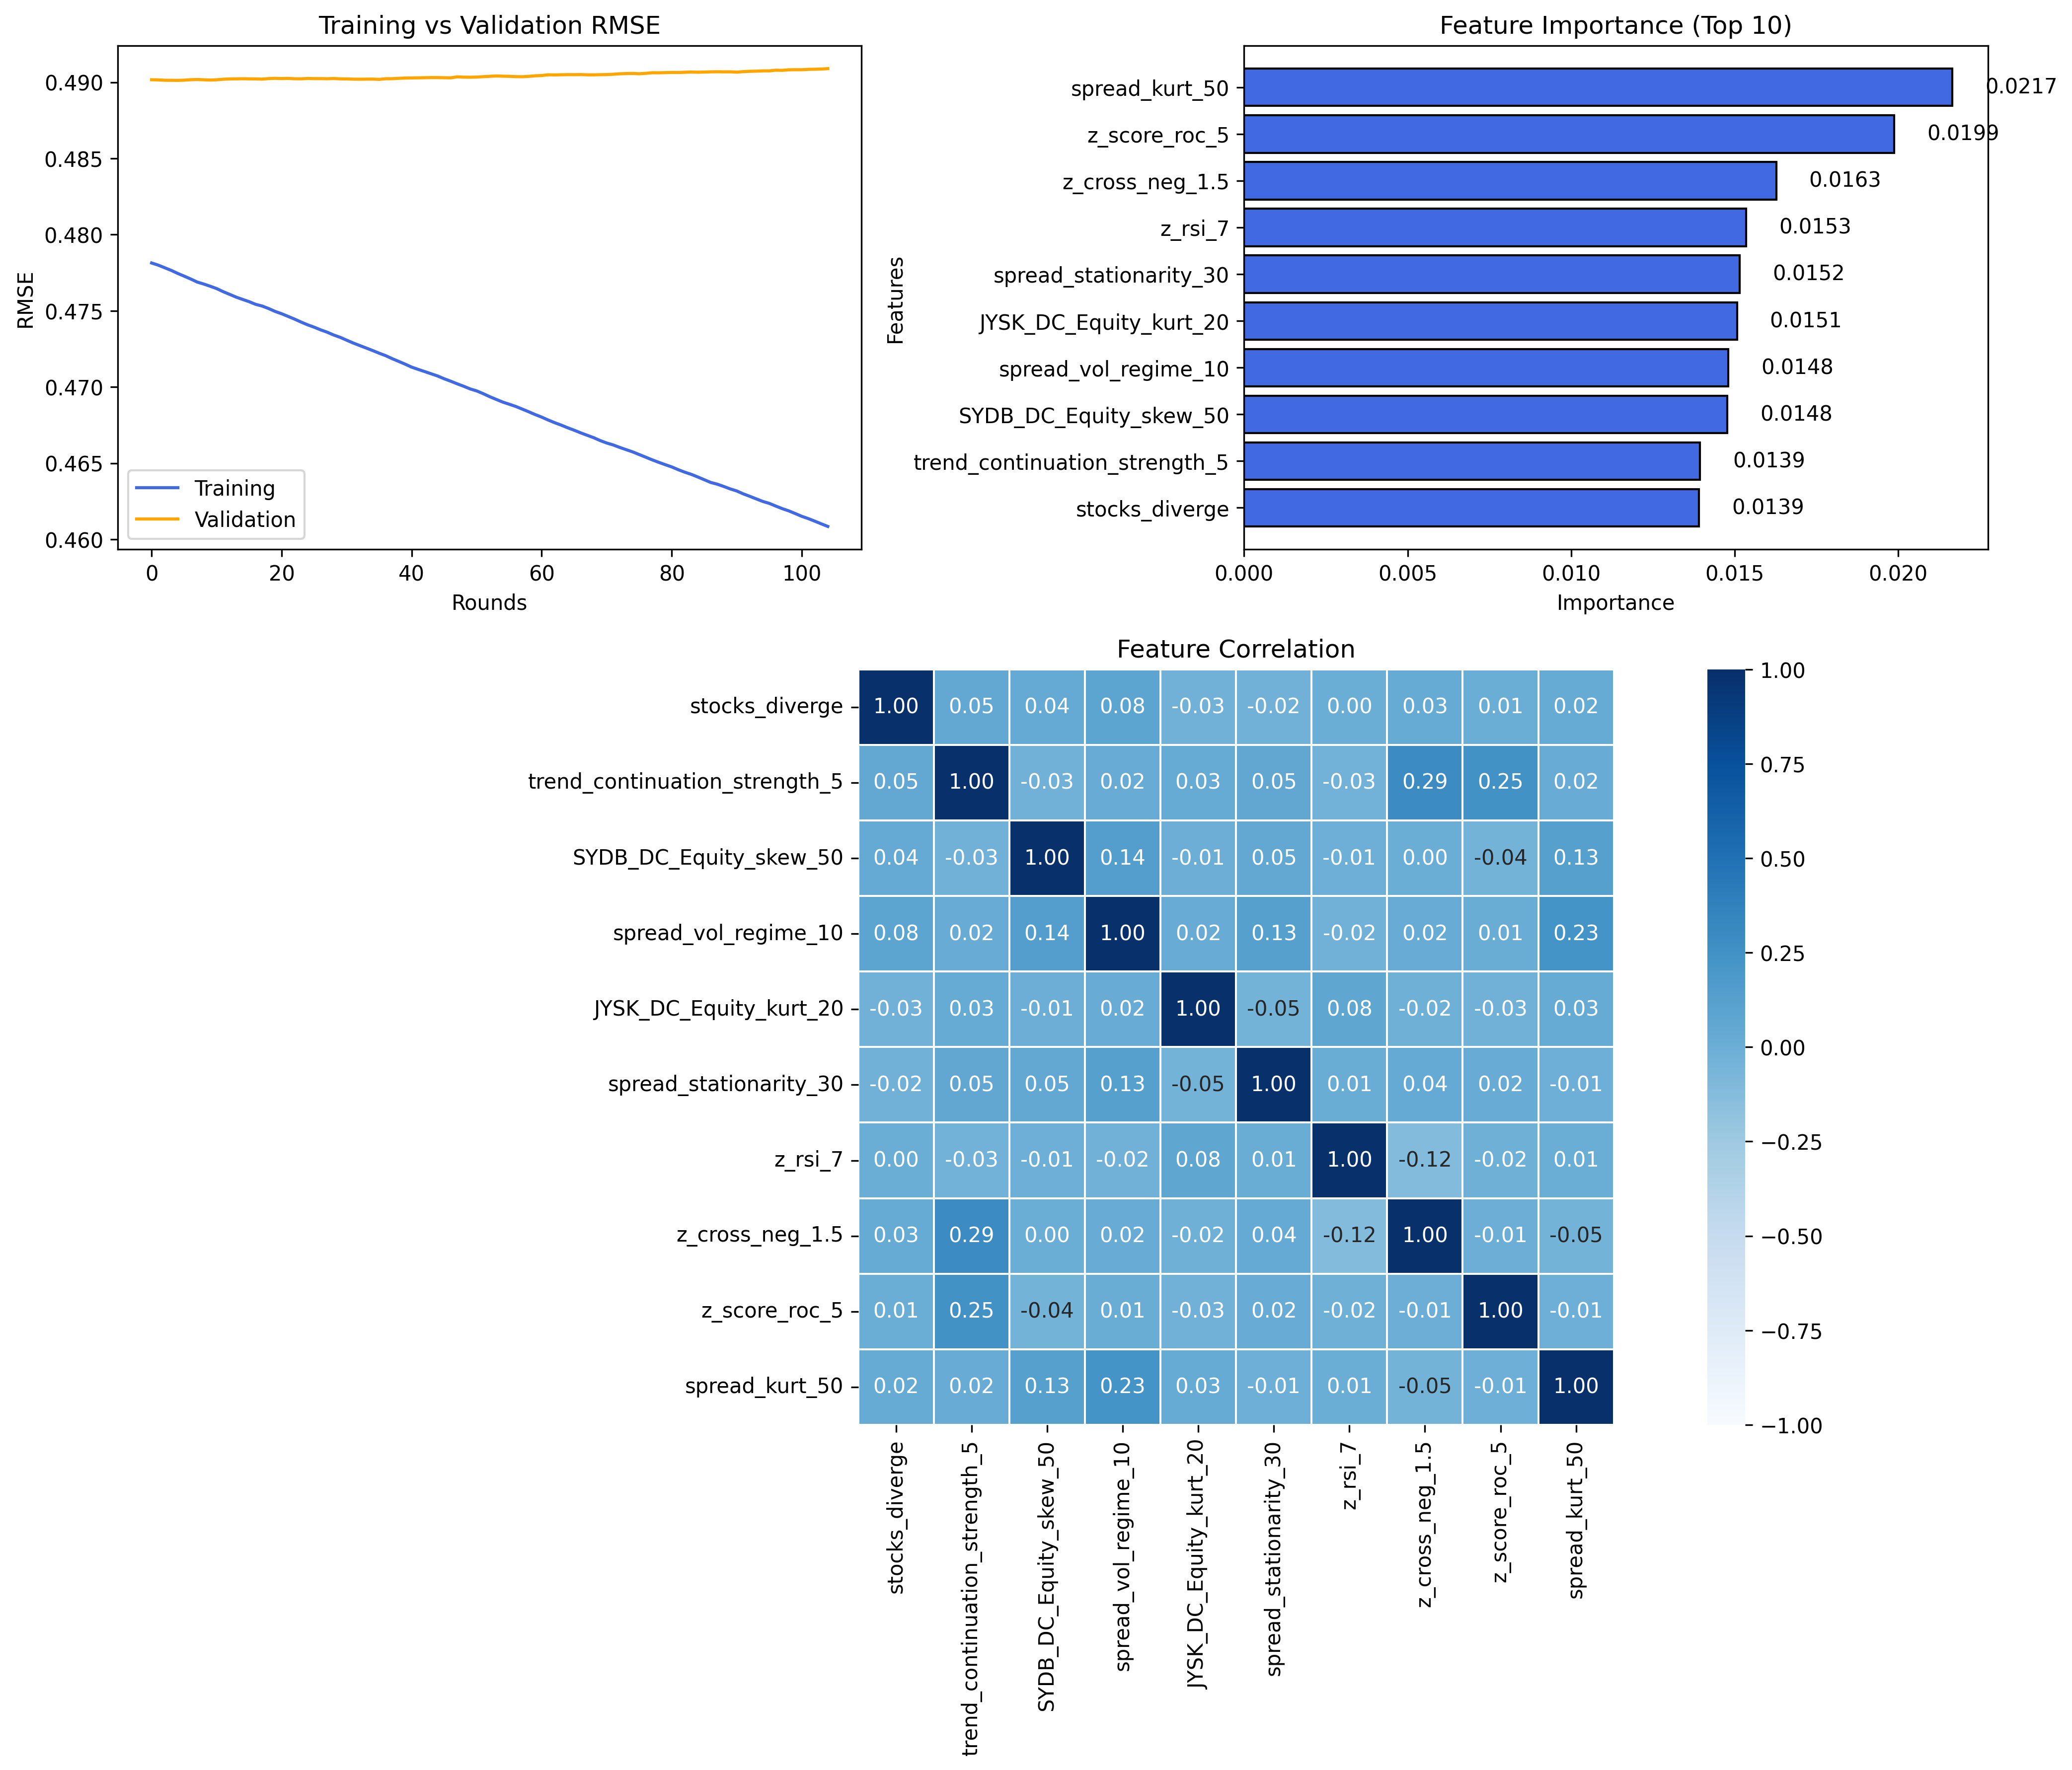 Training vs Validation RMSE
RMSE
0.490
0.485
0.480
0.475
0.470
0.465
0.460
Training
Validation
0 20 40 60 80 100
Rounds
Feature Importance (Top 10)
Features
spread_kurt_50 0.0217
z_score_roc_5 0.0199
z_cross_neg_1.5 0.0163
z_rsi_7 0.0153
spread_stationarity_30 0.0152
JYSK_DC_Equity_kurt_20 0.0151
spread_vol_regime_10 0.0148
SYDB_DC_Equity_skew_50 0.0148
trend_continuation_strength_5 0.0139
stocks_diverge 0.0139
0.000 0.005 0.010 0.015 0.020
Importance
Feature Correlation
stocks_diverge 1.00 0.05 0.04 0.08 -0.03 -0.02 0.00 0.03 0.01 0.02
trend_continuation_strength_5 0.05 1.00 -0.03 0.02 0.03 0.05 -0.03 0.29 0.25 0.02
SYDB_DC_Equity_skew_50 0.04 -0.03 1.00 0.14 -0.01 0.05 -0.01 0.00 -0.04 0.13
spread_vol_regime_10 0.08 0.02 0.14 1.00 0.02 0.13 -0.02 0.02 0.01 0.23
JYSK_DC_Equity_kurt_20 -0.03 0.03 -0.01 0.02 1.00 -0.05 0.08 -0.02 -0.03 0.03
spread_stationarity_30 -0.02 0.05 0.05 0.13 -0.05 1.00 0.01 0.04 0.02 -0.01
z_rsi_7 0.00 -0.03 -0.01 -0.02 0.08 0.01 1.00 -0.12 -0.02 0.01
z_cross_neg_1.5 0.03 0.29 0.00 0.02 -0.02 0.04 -0.12 1.00 -0.01 -0.05
z_score_roc_5 0.01 0.25 -0.04 0.01 -0.03 0.02 -0.02 -0.01 1.00 -0.01
spread_kurt_50 0.02 0.02 0.13 0.23 0.03 -0.01 0.01 -0.05 -0.01 1.00
stocks_diverge
trend_continuation_strength_5
SYDB_DC_Equity_skew_50
spread_vol_regime_10
JYSK_DC_Equity_kurt_20
spread_stationarity_30
z_rsi_7
z_cross_neg_1.5
z_score_roc_5
spread_kurt_50
1.00
0.75
0.50
0.25
0.00
−0.25
−0.50
−0.75
−1.00